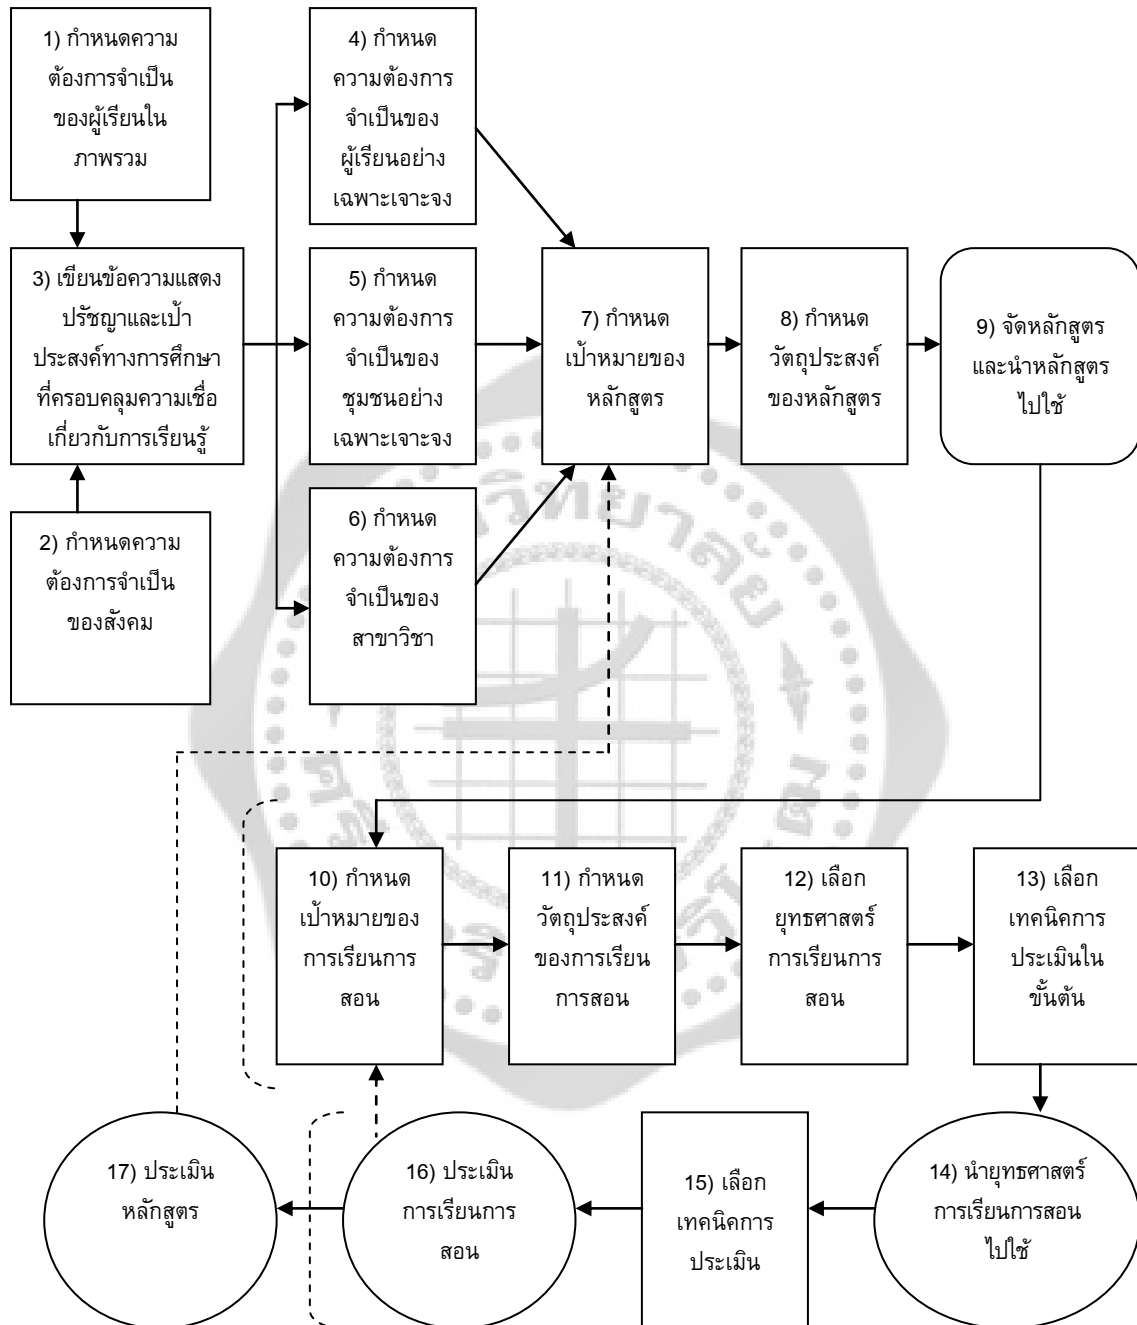 1) กำหนดความ
ต้องการจำเป็น
ของผู้เรียนใน
ภาพรวม
4) กำหนด
ความต้องการ
จำเป็นของ
ผู้เรียนอย่าง
เฉพาะเจาะจง
3) เขียนข้อความแสดง
ปรัชญาและเป้า
ประสงค์ทางการศึกษา
ที่ครอบคลุมความเชื่อ
เกี่ยวกับการเรียนรู้
5) กำหนด
ความต้องการ
จำเป็นของ
ชุมชนอย่าง
เฉพาะเจาะจง
7) กำหนด
เป้าหมายของ
หลักสูตร
8) กำหนด
วัตถุประสงค์
ของหลักสูตร
9) จัดหลักสูตร
และนำหลักสูตร
ไปใช้
2) กำหนดความ
ต้องการจำเป็น
ของสังคม
6) กำหนด
ความต้องการ
จำเป็นของ
สาขาวิชา
10) กำหนด
เป้าหมายของ
การเรียนการ
สอน
11) กำหนด
วัตถุประสงค์
ของการเรียน
การสอน
12) เลือก
ยุทธศาสตร์
การเรียนการ
สอน
13) เลือก
เทคนิคการ
ประเมินใน
ขั้นต้น
17) ประเมิน
หลักสูตร
16) ประเมิน
การเรียนการ
สอน
15) เลือก
เทคนิคการ
ประเมิน
14) นำยุทธศาสตร์
การเรียนการสอน
ไปใช้